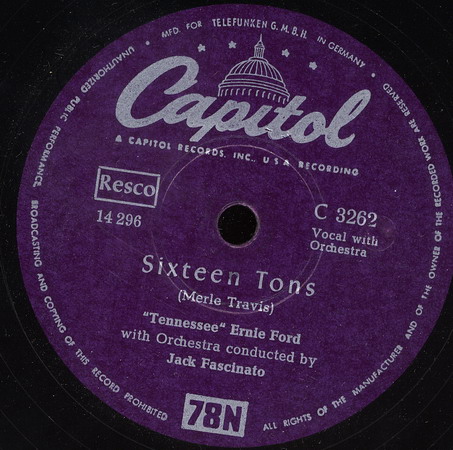 MFD. FOR TELEFUNKEN G.M.B.H. IN GERMANY • ALL RIGHTS OF THE MANUFACTURER AND OF THE OWNER OF THE RECORDED WORK ARE RESERVED •
UNAUTHORIZED PUBLIC PERFORMANCE, BROADCASTING AND COPYING OF THIS RECORD PROHIBITED
Capitol
A CAPITOL RECORDS, INC., U S A RECORDING
Resco
14 296
C 3262
Vocal with
Orchestra
Sixteen Tons
(Merle Travis)
"Tennessee" Ernie Ford
with Orchestra conducted by
Jack Fascinato
78N